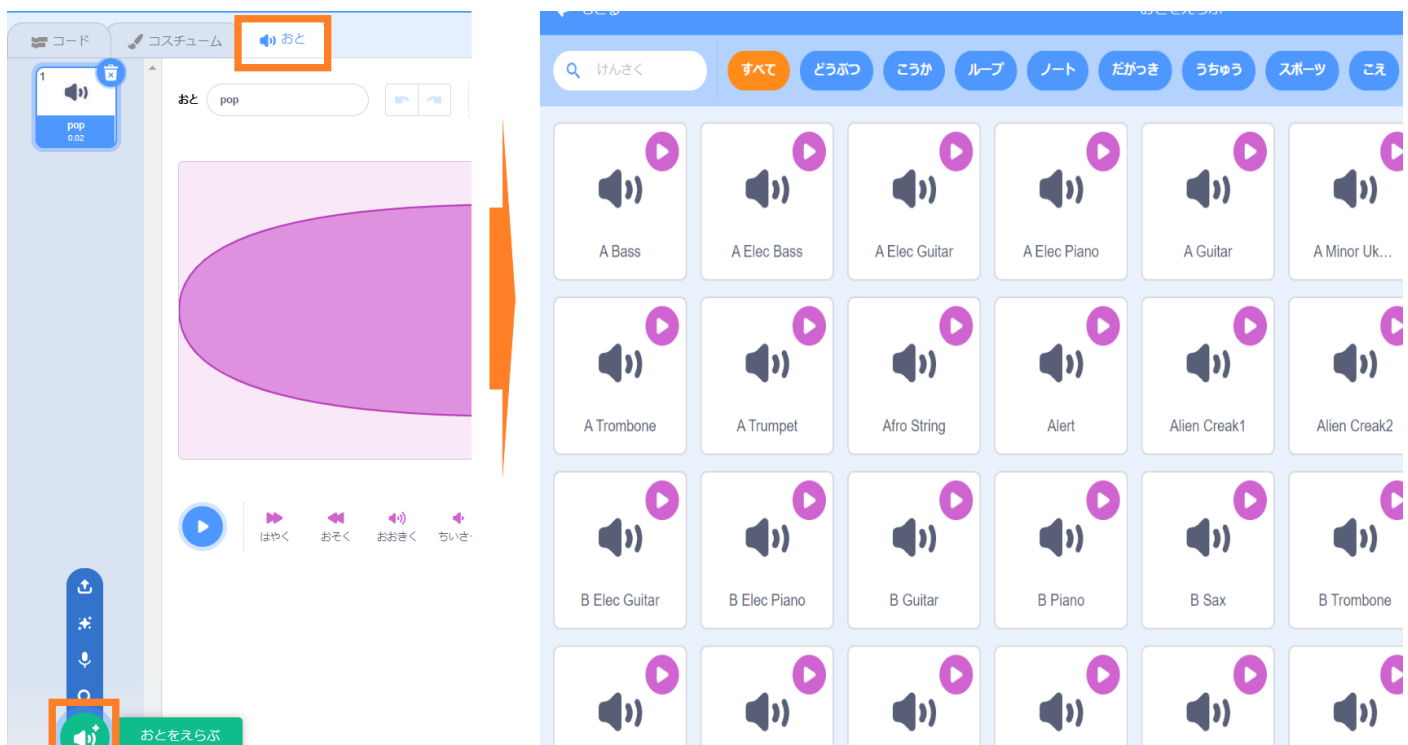 コード
コスチューム
おと
1
pop
0.02
おと
pop
はやく
おそく
おおきく
ちいさ
おとをえらぶ
けんさく
すべて
どうぶつ
こうか
ループ
ノート
だがっき
うちゅう
スポーツ
こえ
A Bass
A Elec Bass
A Elec Guitar
A Elec Piano
A Guitar
A Minor Uk...
A Trombone
A Trumpet
Afro String
Alert
Alien Creak1
Alien Creak2
B Elec Guitar
B Elec Piano
B Guitar
B Piano
B Sax
B Trombone